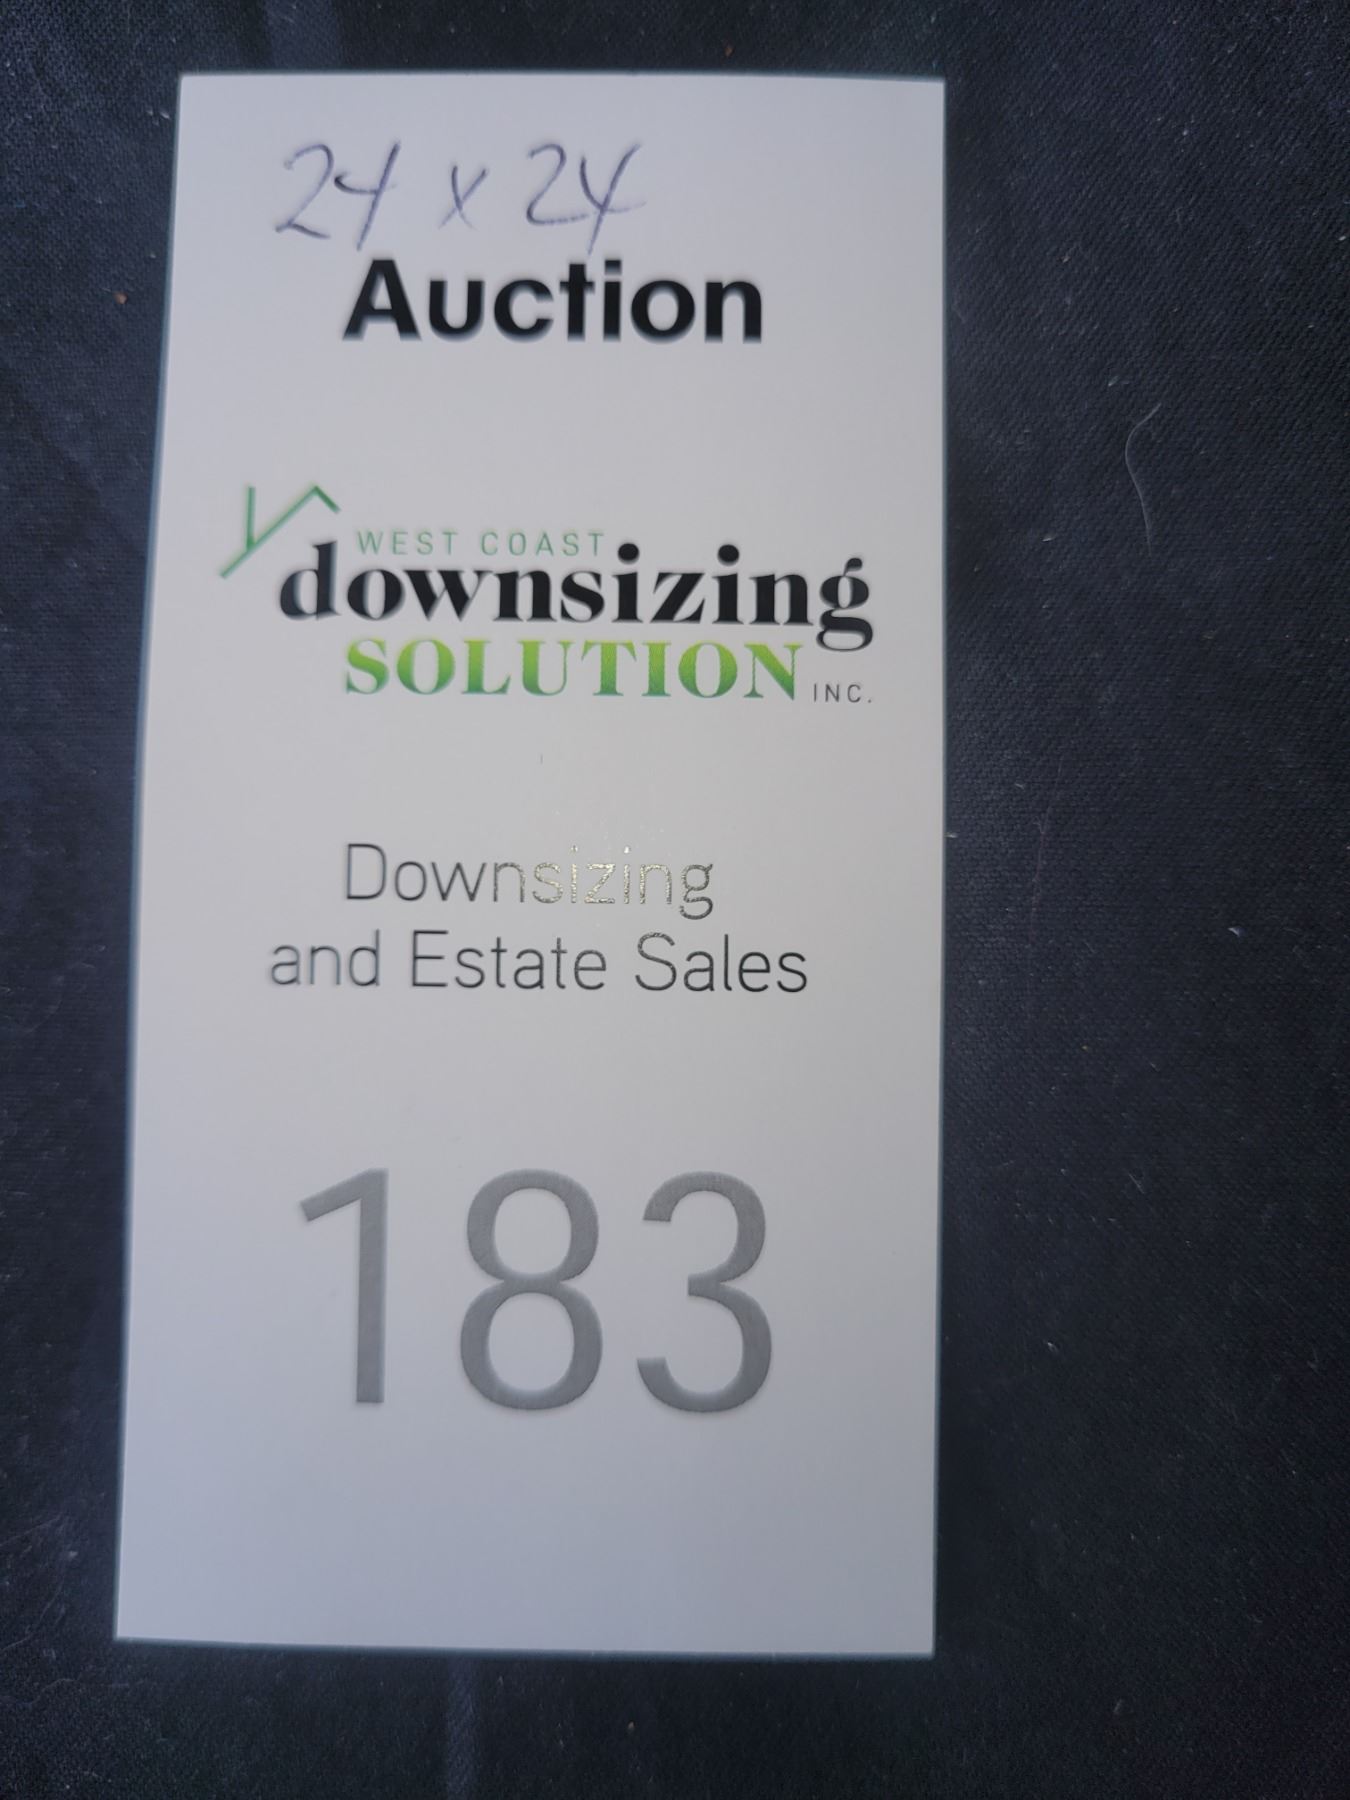 24 x 24
Auction
WEST COAST
downsizing
SOLUTION INC.
Downsizing
and Estate Sales
183